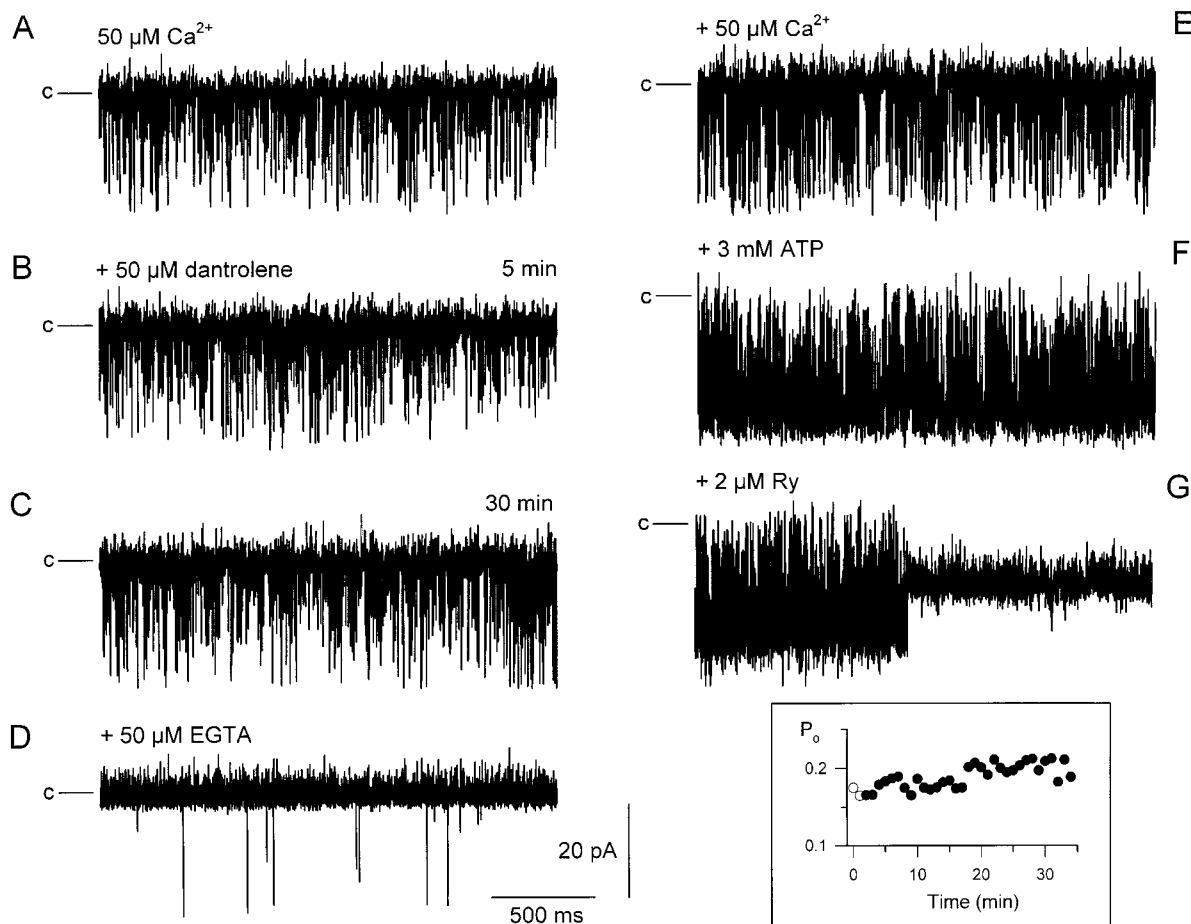 A
50 µM Ca2+
c
B
+ 50 µM dantrolene
5 min
c
C
30 min
c
D
+ 50 µM EGTA
c
20 pA
500 ms
E
+ 50 µM Ca2+
c
F
+ 3 mM ATP
c
G
+ 2 µM Ry
c
Po
0.2
0.1
0 10 20 30
Time (min)